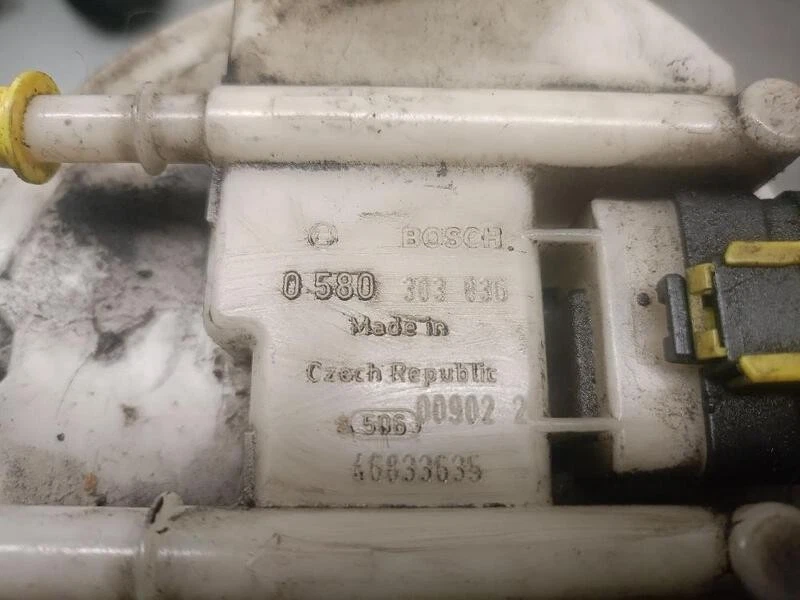 BOSCH
0 580 303 036
Made in
Czech Republic
506 00902 2
46833635